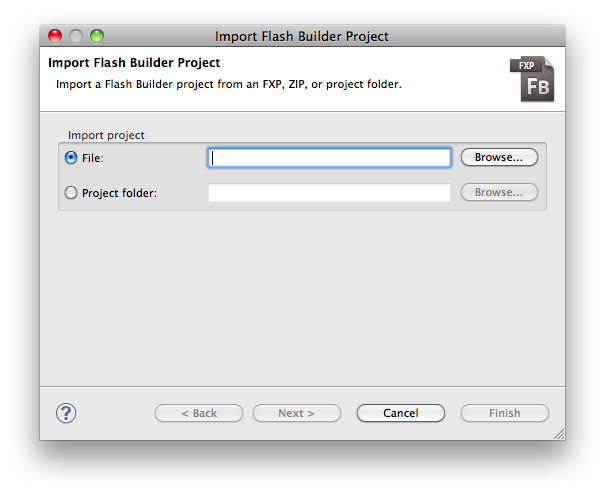 Import Flash Builder Project
Import Flash Builder Project
Import a Flash Builder project from an FXP, ZIP, or project folder.
FXP
FB
Import project
File:
Browse...
Project folder:
Browse...
?
< Back
Next >
Cancel
Finish